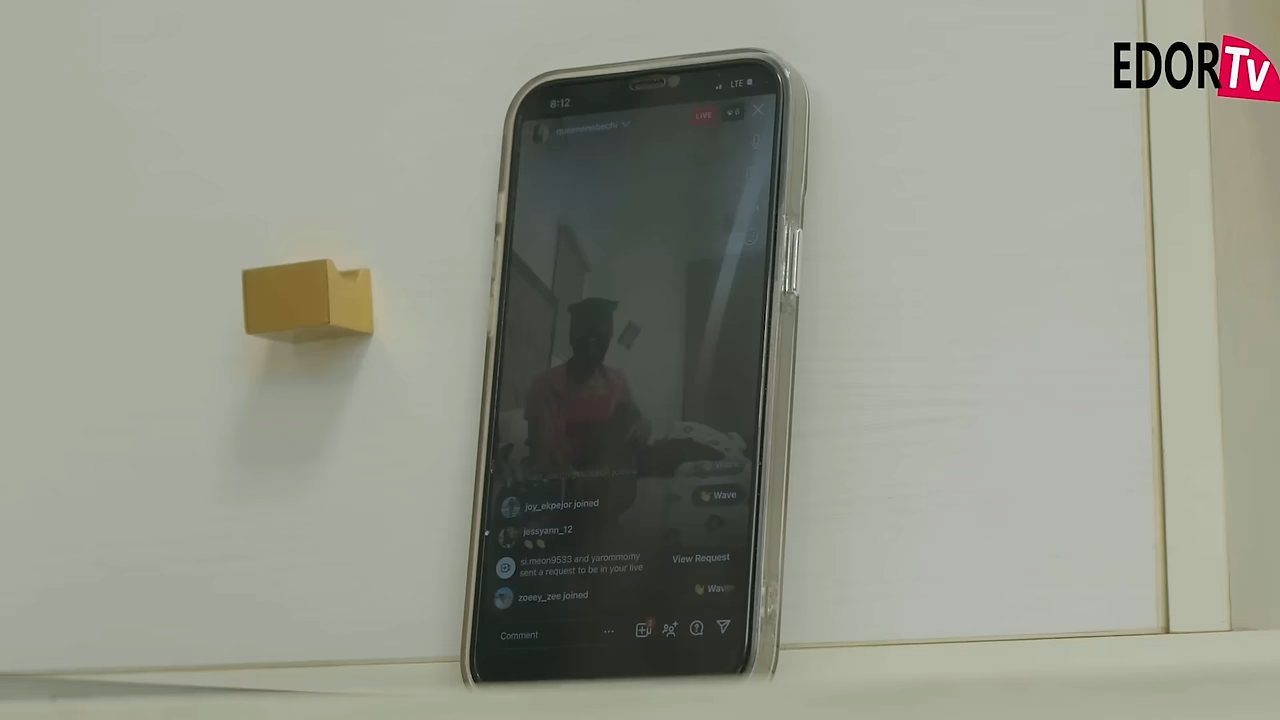 EDORTv
8:12
LTE
LIVE
6
joy_ekpejor joined
Wave
jessyann_12
si.meon9533 and yarommomy
sent a request to be in your live
View Request
zoeey_zee joined
Wave
Comment